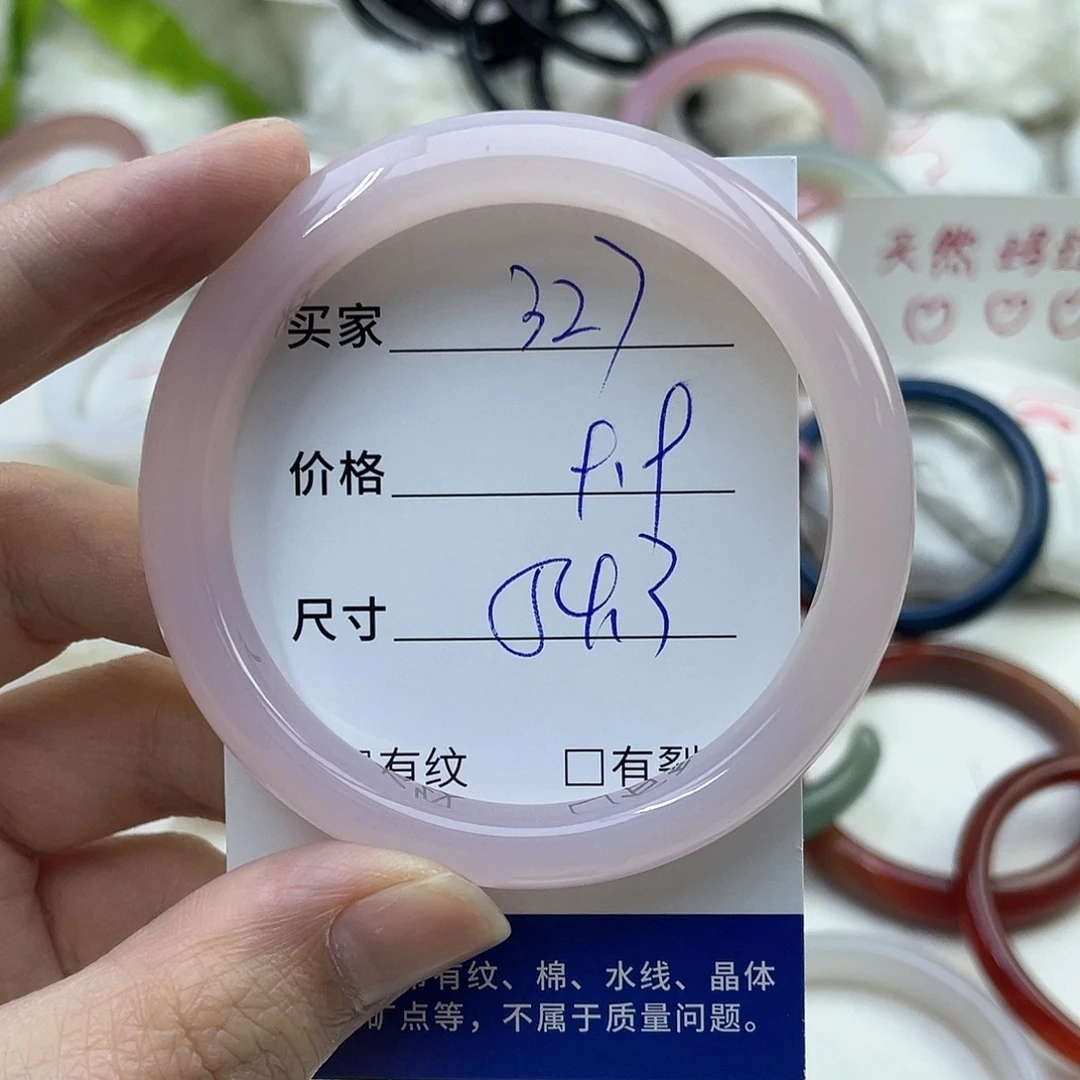 买家 327
价格
尺寸 54.3
有纹 □有裂
有纹、棉、水线、晶体
矿点等，不属于质量问题。
天然